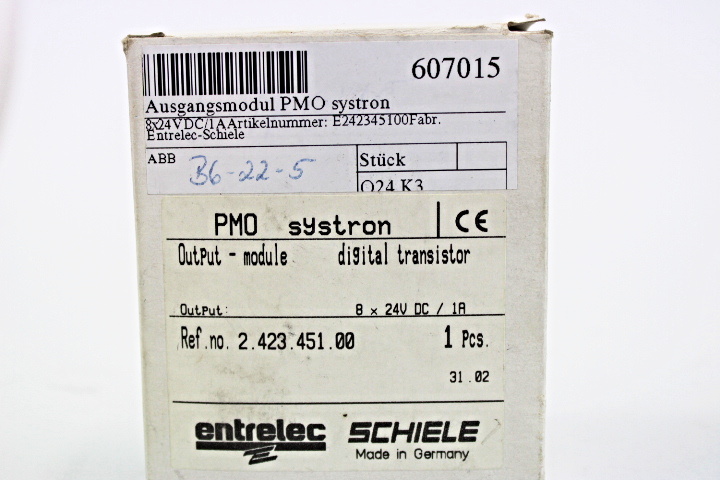 607015
Ausgangsmodul PMO systron
8x24VDC/1AArtikelnummer: E242345100Fabr.
Entrelec-Schiele
ABB B6-22-5 Stück
O24 K3
PMO systron CE
Output - module digital transistor
Output: 8 x 24V DC / 1A
Ref.no. 2.423.451.00 1 Pcs.
31.02
entrelec SCHIELE
Made in Germany